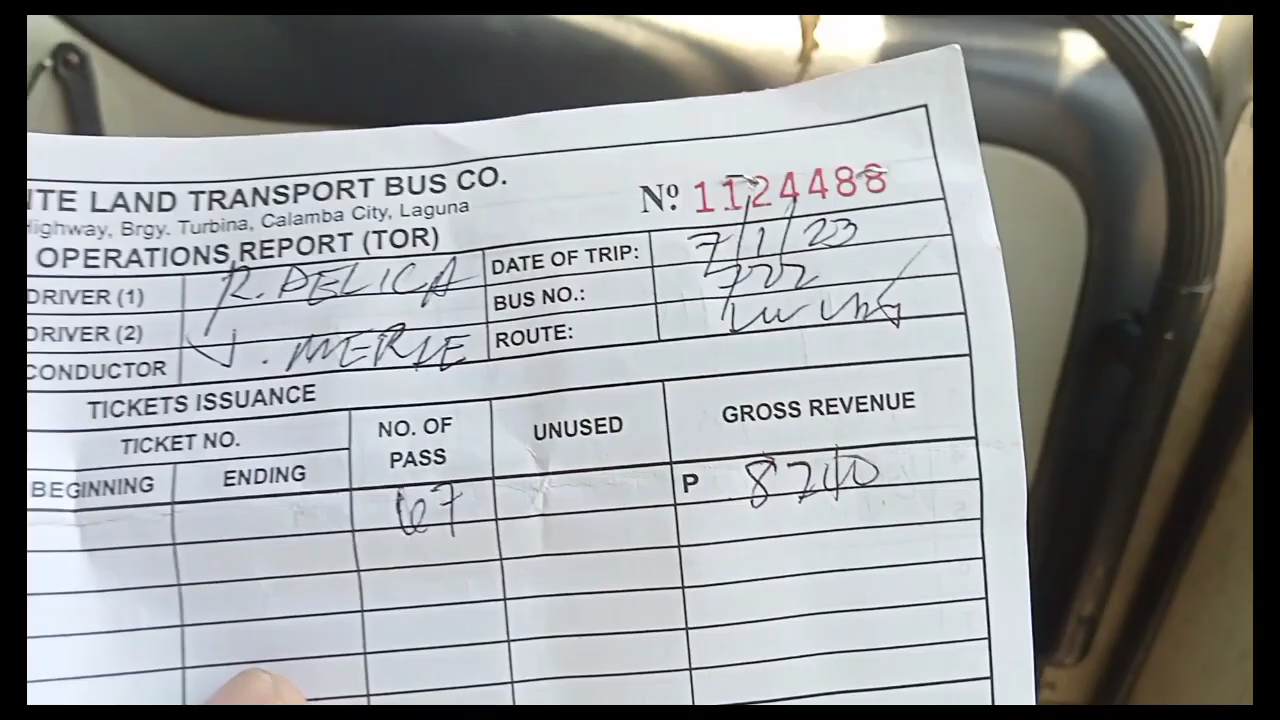 ITE LAND TRANSPORT BUS CO.
Highway, Brgy. Turbina, Calamba City, Laguna
Nº 1124488
OPERATIONS REPORT (TOR)
DRIVER (1) R. PELICA
DATE OF TRIP: 7/1/23
DRIVER (2)
BUS NO.:
CONDUCTOR J. MERLE
ROUTE:
TICKETS ISSUANCE
TICKET NO.
NO. OF PASS
UNUSED
GROSS REVENUE
BEGINNING
ENDING
67
P 8240